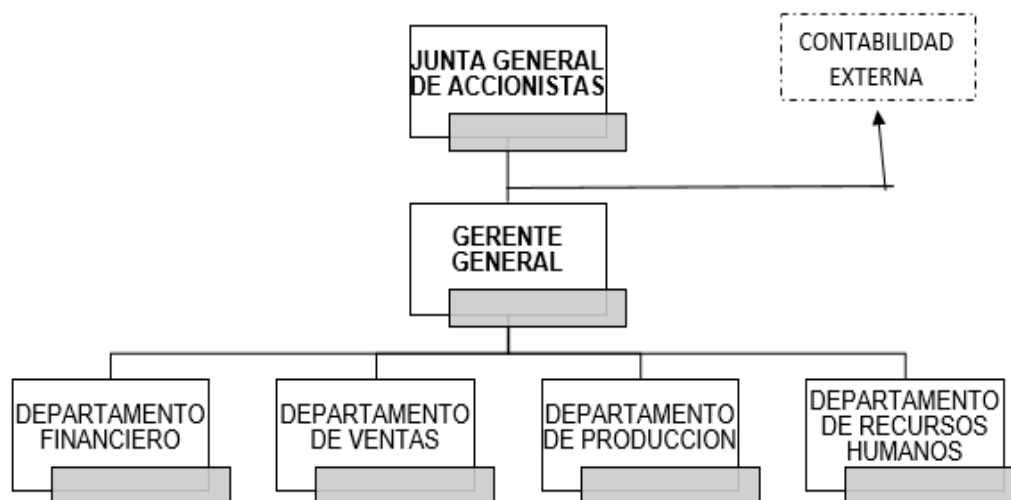 JUNTA GENERAL
DE ACCIONISTAS
CONTABILIDAD
EXTERNA
GERENTE
GENERAL
DEPARTAMENTO
FINANCIERO
DEPARTAMENTO
DE VENTAS
DEPARTAMENTO
DE PRODUCCION
DEPARTAMENTO
DE RECURSOS
HUMANOS